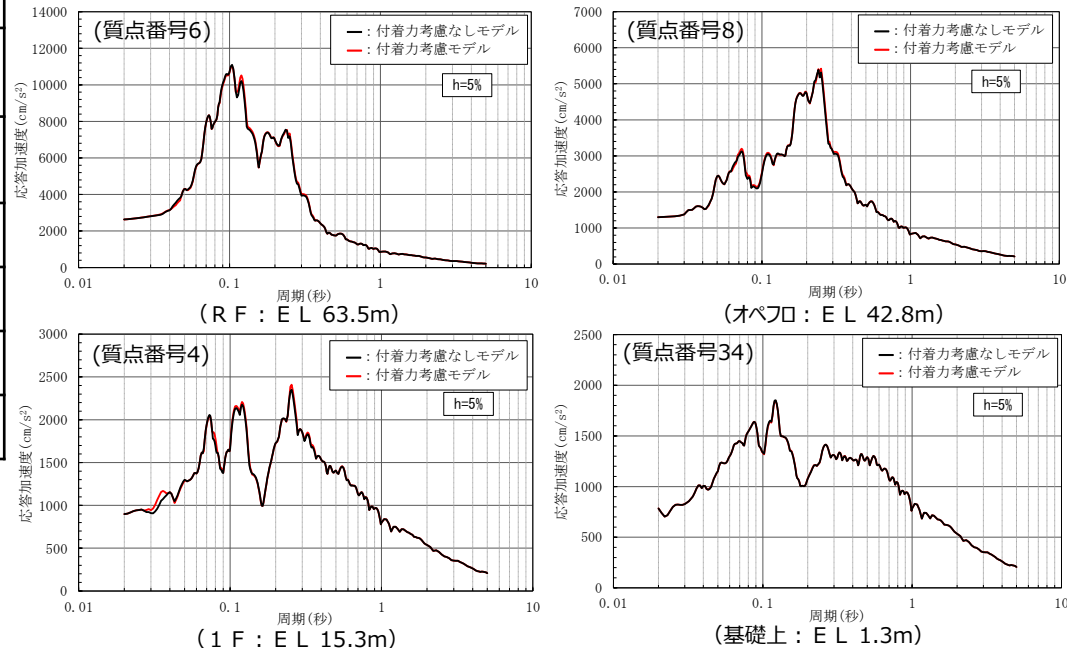 (質点番号6)
━ : 付着力考慮なしモデル
━ : 付着力考慮モデル
h=5%
応答加速度(cm/s²)
14000
12000
10000
8000
6000
4000
2000
0
0.01
0.1
1
10
周期(秒)
(ＲＦ：ＥＬ 63.5m)
(質点番号8)
━ : 付着力考慮なしモデル
━ : 付着力考慮モデル
h=5%
応答加速度(cm/s²)
7000
6000
5000
4000
3000
2000
1000
0
0.01
0.1
1
10
周期(秒)
(オペフロ：ＥＬ 42.8m)
(質点番号4)
━ : 付着力考慮なしモデル
━ : 付着力考慮モデル
h=5%
応答加速度(cm/s²)
3000
2500
2000
1500
1000
500
0
0.01
0.1
1
10
周期(秒)
(１Ｆ：ＥＬ 15.3m)
(質点番号34)
━ : 付着力考慮なしモデル
━ : 付着力考慮モデル
h=5%
応答加速度(cm/s²)
2500
2000
1500
1000
500
0
0.01
0.1
1
10
周期(秒)
(基礎上：ＥＬ 1.3m)